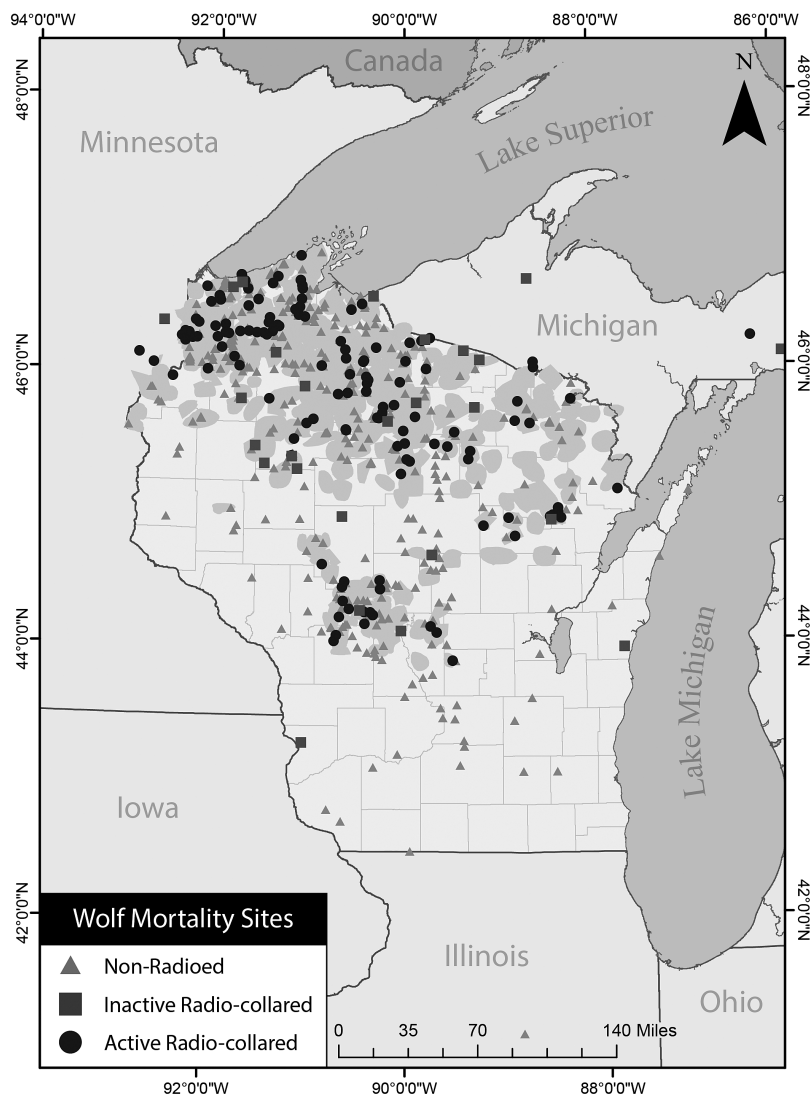 94°0'0"W 92°0'0"W 90°0'0"W 88°0'0"W 86°0'0"W
Canada
N
48°0'0"N 48°0'0"N
Minnesota
Lake Superior
Michigan
46°0'0"N 46°0'0"N
44°0'0"N 44°0'0"N
Lake Michigan
Iowa
42°0'0"N 42°0'0"N
Wolf Mortality Sites
Non-Radioed
Inactive Radio-collared
Active Radio-collared
Illinois
Ohio
0 35 70 140 Miles
92°0'0"W 90°0'0"W 88°0'0"W